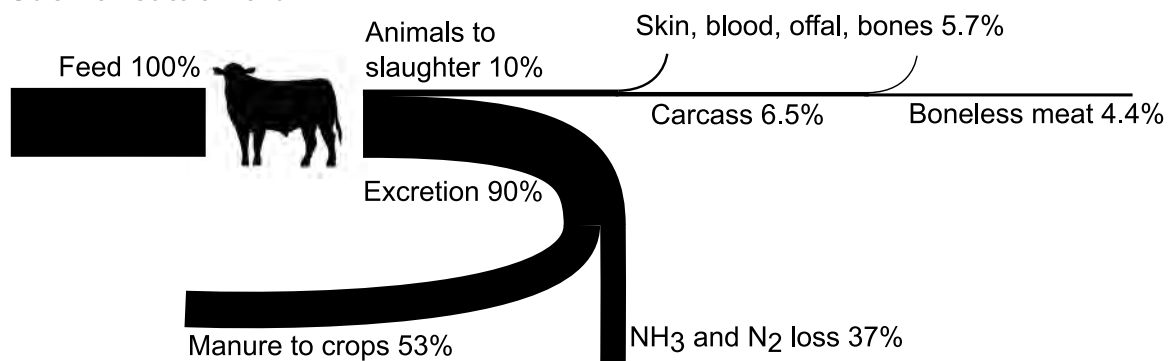 Feed 100%
Animals to
slaughter 10%
Skin, blood, offal, bones 5.7%
Carcass 6.5%
Boneless meat 4.4%
Excretion 90%
Manure to crops 53%
NH3 and N2 loss 37%